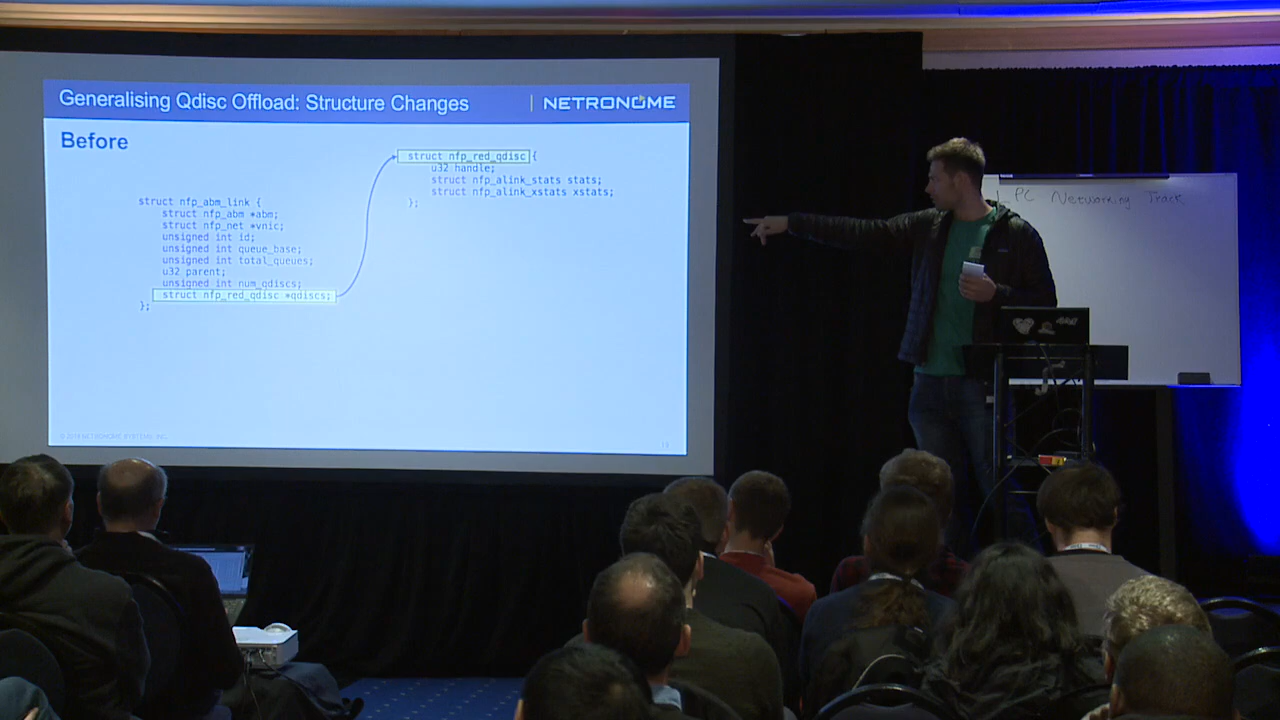 Generalising Qdisc Offload: Structure Changes
NETRONOME
Before
struct nfp_abm_link {
struct nfp_abm *abm;
struct nfp_net *vnic;
unsigned int id;
unsigned int queue_base;
unsigned int total_queues;
u32 parent;
unsigned int num_qdiscs;
struct nfp_red_qdisc *qdiscs;
};
struct nfp_red_qdisc {
u32 handle;
struct nfp_alink_stats stats;
struct nfp_alink_xstats xstats;
};
LPC Networking Track